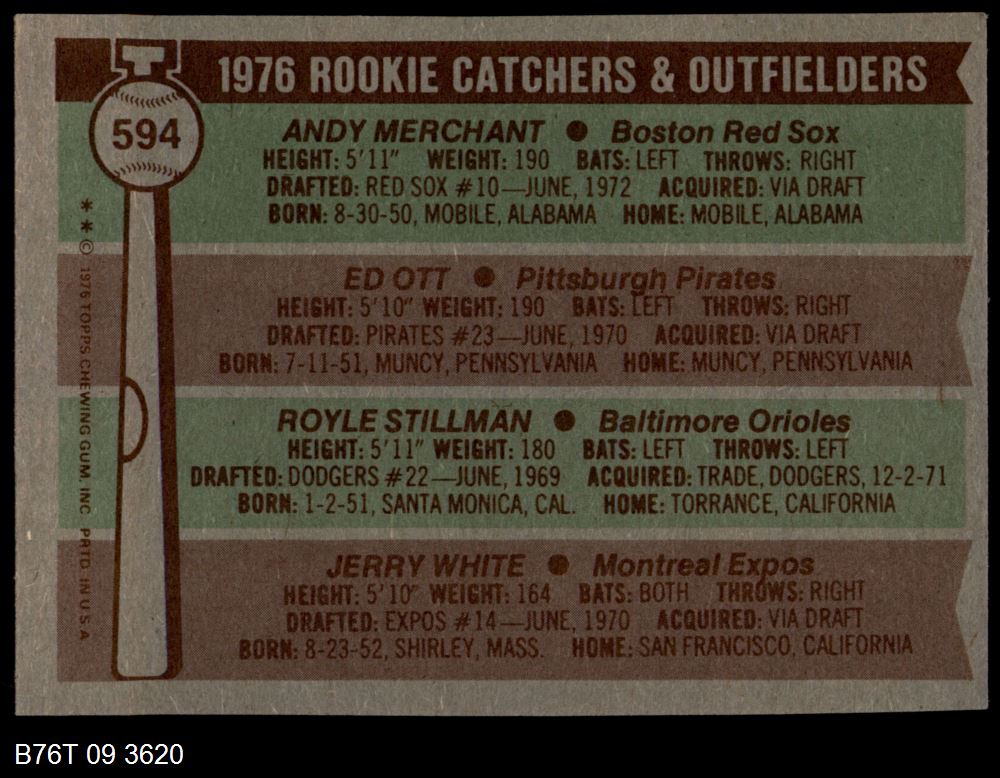 1976 ROOKIE CATCHERS & OUTFIELDERS
594
ANDY MERCHANT ● Boston Red Sox
HEIGHT: 5'11" WEIGHT: 190 BATS: LEFT THROWS: RIGHT
DRAFTED: RED SOX #10—JUNE, 1972 ACQUIRED: VIA DRAFT
BORN: 8-30-50, MOBILE, ALABAMA HOME: MOBILE, ALABAMA
ED OTT ● Pittsburgh Pirates
HEIGHT: 5'10" WEIGHT: 190 BATS: LEFT THROWS: RIGHT
DRAFTED: PIRATES #23—JUNE, 1970 ACQUIRED: VIA DRAFT
BORN: 7-11-51, MUNCY, PENNSYLVANIA HOME: MUNCY, PENNSYLVANIA
ROYLE STILLMAN ● Baltimore Orioles
HEIGHT: 5'11" WEIGHT: 180 BATS: LEFT THROWS: LEFT
DRAFTED: DODGERS #22—JUNE, 1969 ACQUIRED: TRADE, DODGERS, 12-2-71
BORN: 1-2-51, SANTA MONICA, CAL. HOME: TORRANCE, CALIFORNIA
JERRY WHITE ● Montreal Expos
HEIGHT: 5'10" WEIGHT: 164 BATS: BOTH THROWS: RIGHT
DRAFTED: EXPOS #14—JUNE, 1970 ACQUIRED: VIA DRAFT
BORN: 8-23-52, SHIRLEY, MASS. HOME: SAN FRANCISCO, CALIFORNIA
* * © 1976 TOPPS CHEWING GUM, INC. PRTD. IN U.S.A.
B76T 09 3620